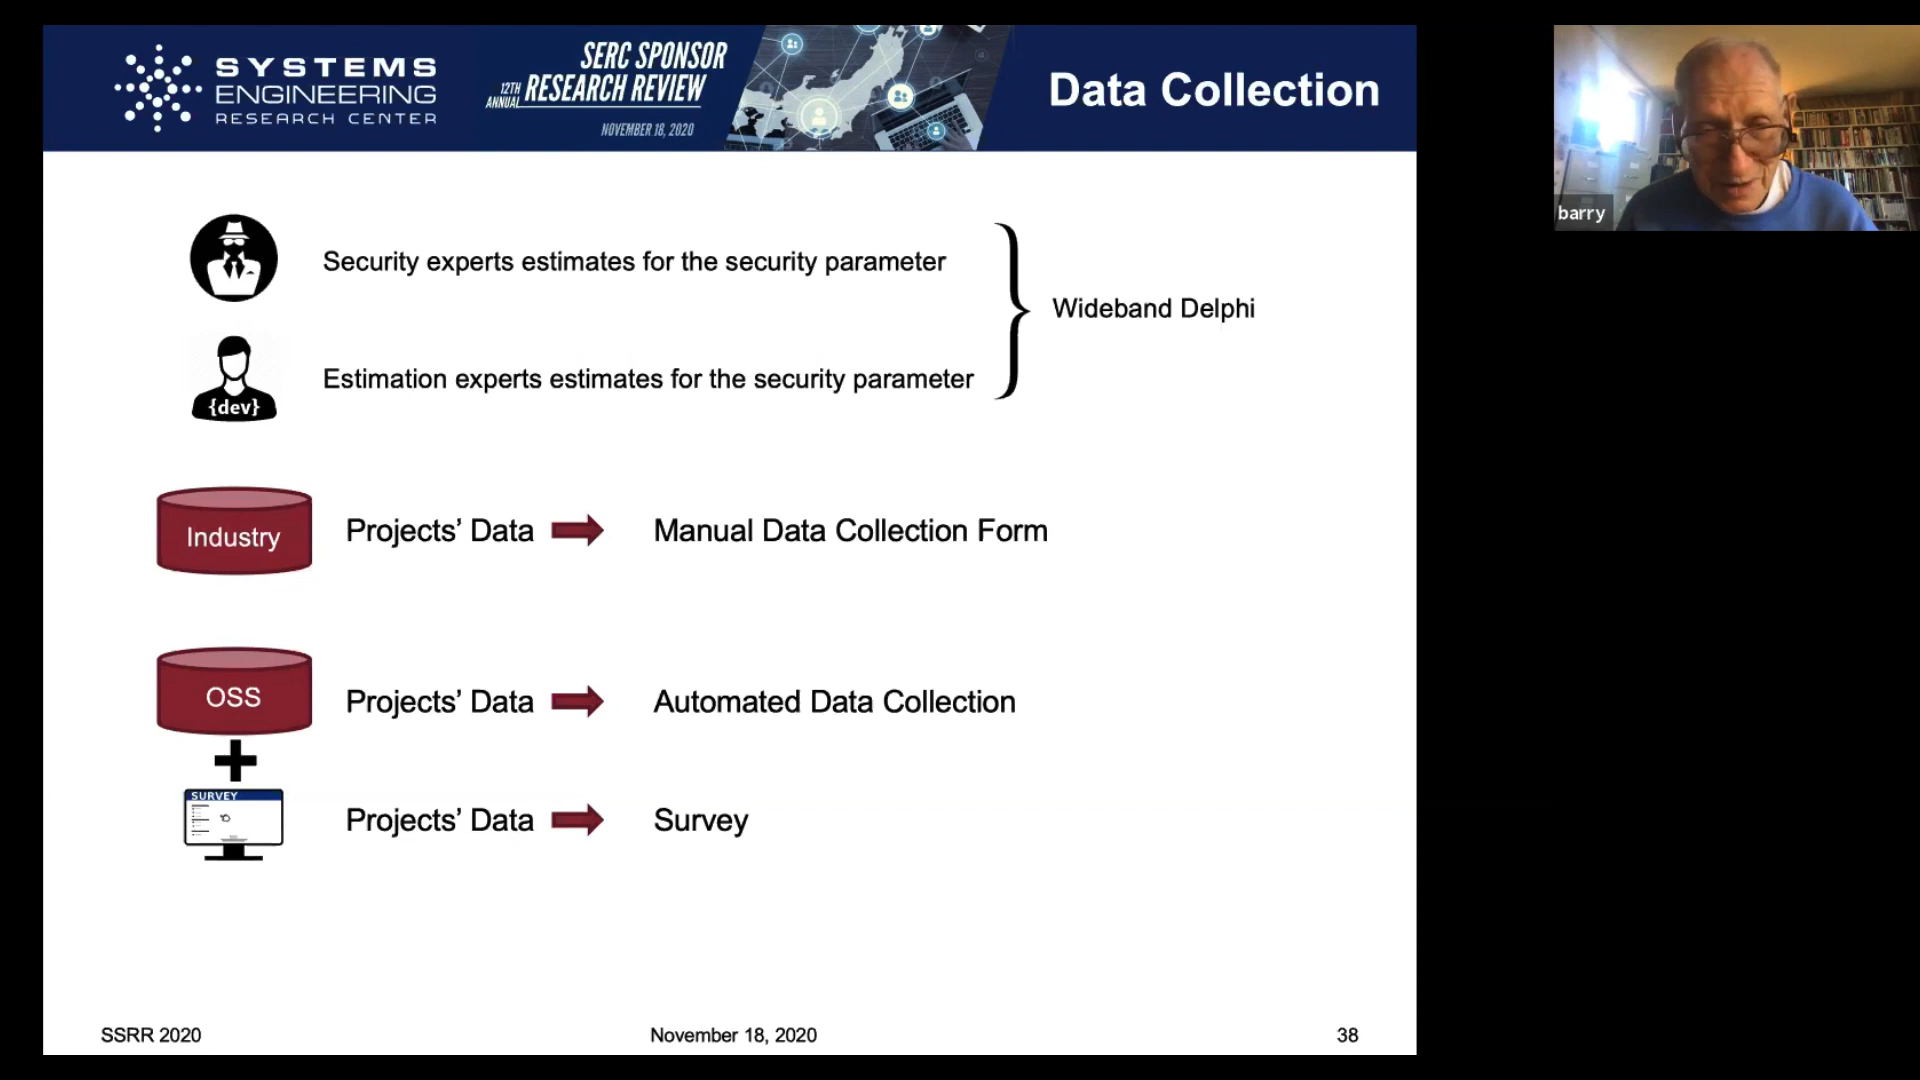 SYSTEMS
ENGINEERING
RESEARCH CENTER
SERC SPONSOR
12TH ANNUAL RESEARCH REVIEW
NOVEMBER 18, 2020
Data Collection
barry
Security experts estimates for the security parameter
Wideband Delphi
Estimation experts estimates for the security parameter
{dev}
Industry
Projects’ Data
Manual Data Collection Form
OSS
Projects’ Data
Automated Data Collection
SURVEY
Projects’ Data
Survey
SSRR 2020
November 18, 2020
38